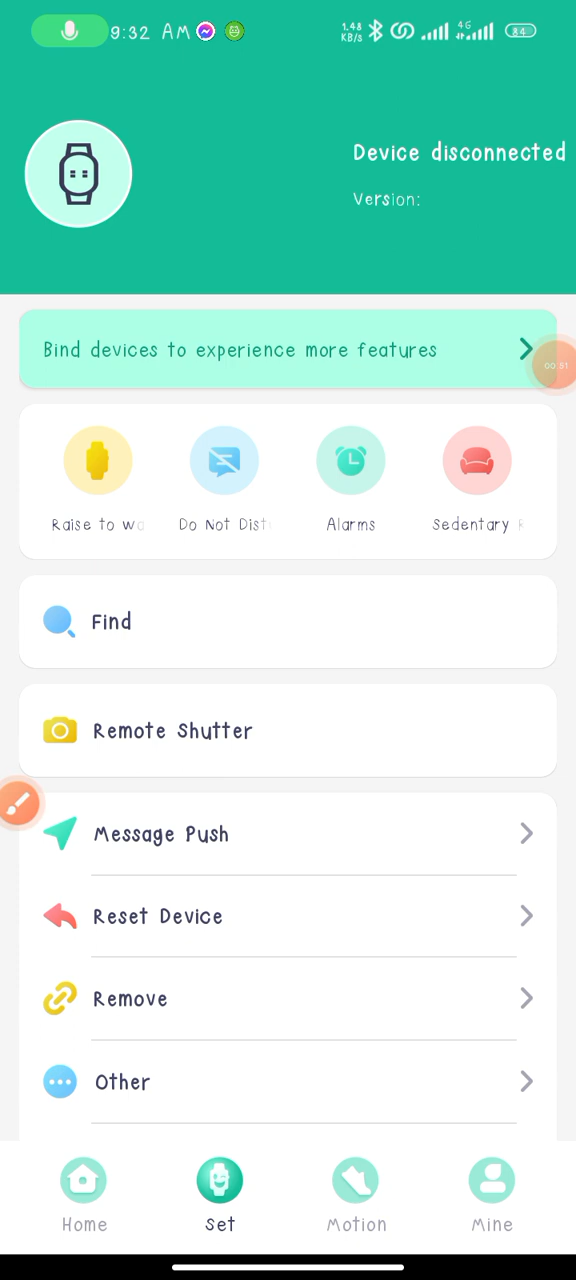 9:32 AM
1.48
KB/s
4G
84
Device disconnected
Version:
Bind devices to experience more features
00:51
Raise to wa
Do Not Dist
Alarms
Sedentary R
Find
Remote Shutter
Message Push
Reset Device
Remove
Other
Home
Set
Motion
Mine